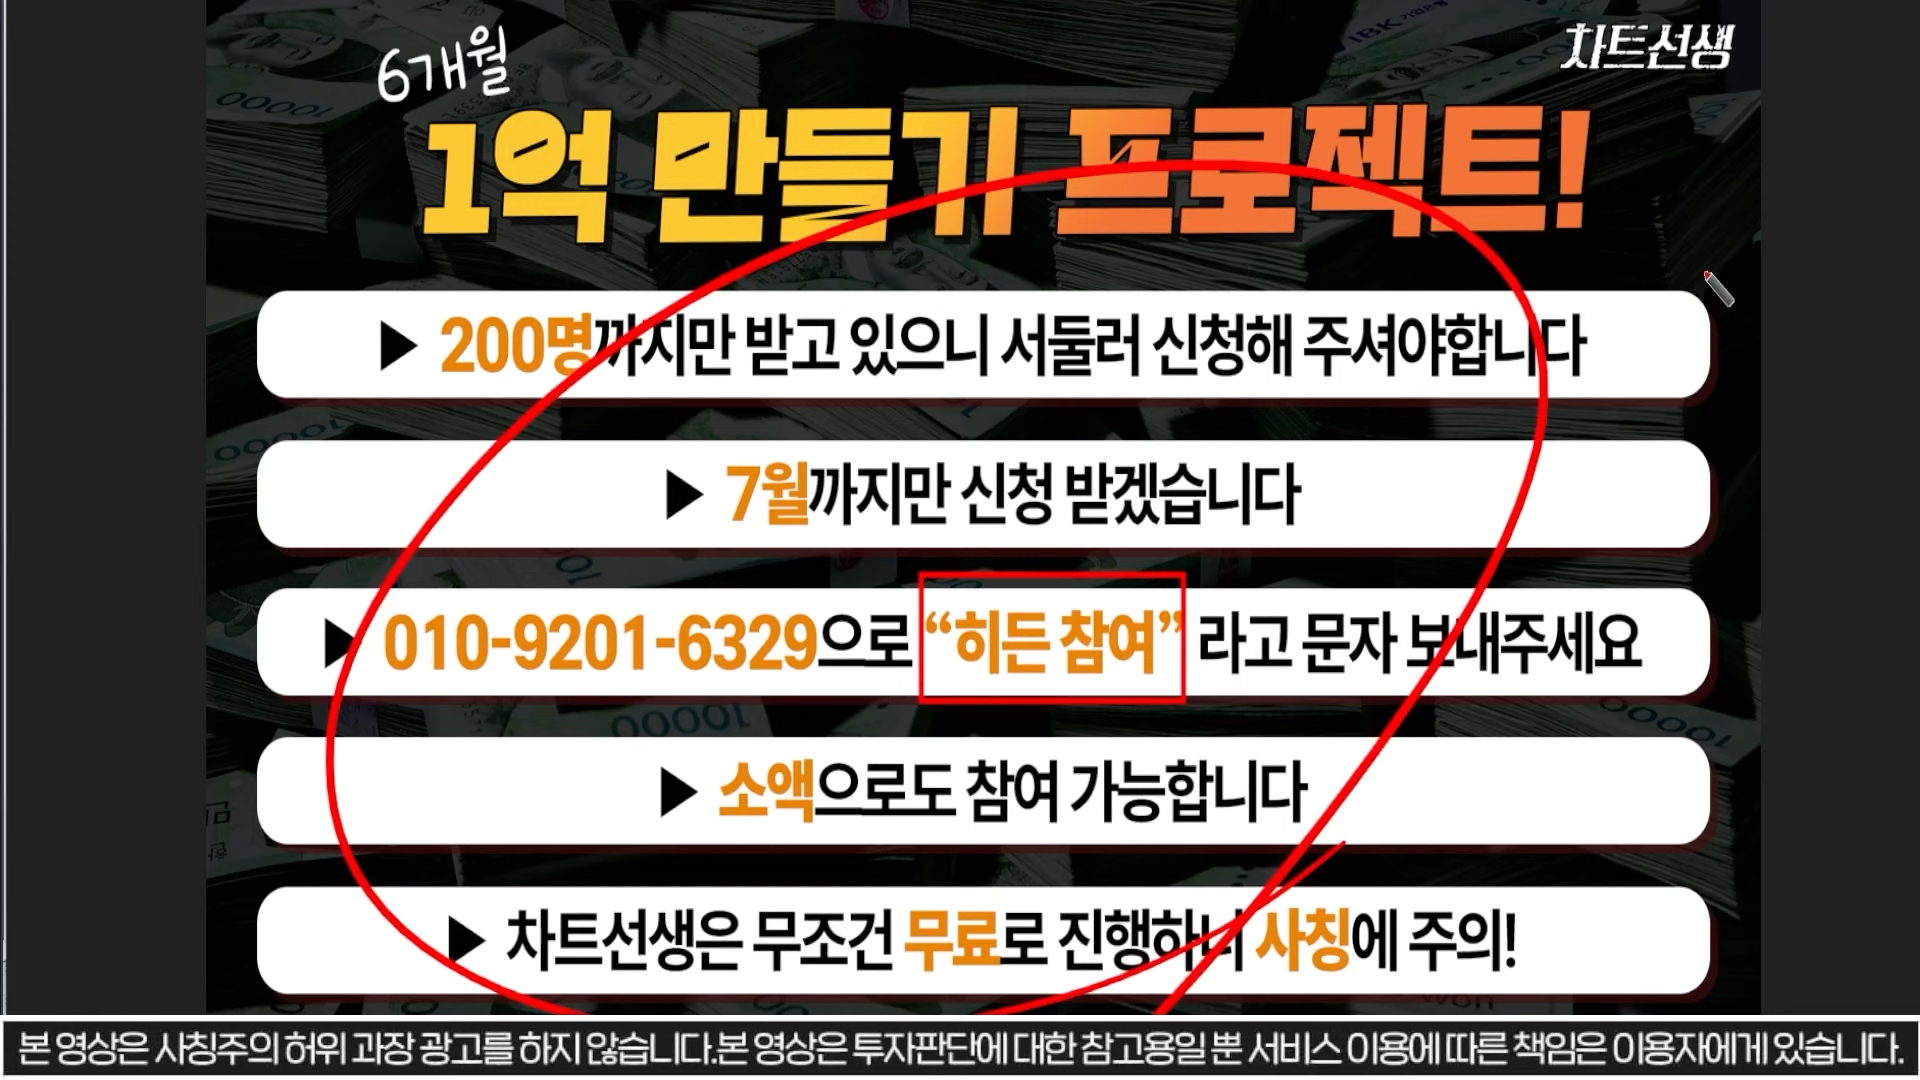 차트선생
6개월
1억 만들기 프로젝트!
▶ 200명까지만 받고 있으니 서둘러 신청해 주셔야합니다
▶ 7월까지만 신청 받겠습니다
▶ 010-9201-6329으로 “히든 참여” 라고 문자 보내주세요
▶ 소액으로도 참여 가능합니다
▶ 차트선생은 무조건 무료로 진행하니 사칭에 주의!
본 영상은 사칭주의 허위 과장 광고를 하지 않습니다.본 영상은 투자판단에 대한 참고용일 뿐 서비스 이용에 따른 책임은 이용자에게 있습니다.